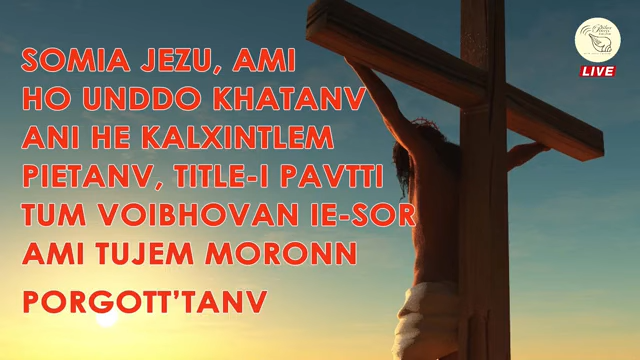 SOMIA JEZU, AMI
HO UNDDO KHATANV
ANI HE KALXINTLEM
PIETANV, TITLE-I PAVTTI
TUM VOIBHOVAN IE-SOR
AMI TUJEM MORONN
PORGOTT'TANV
LIVE